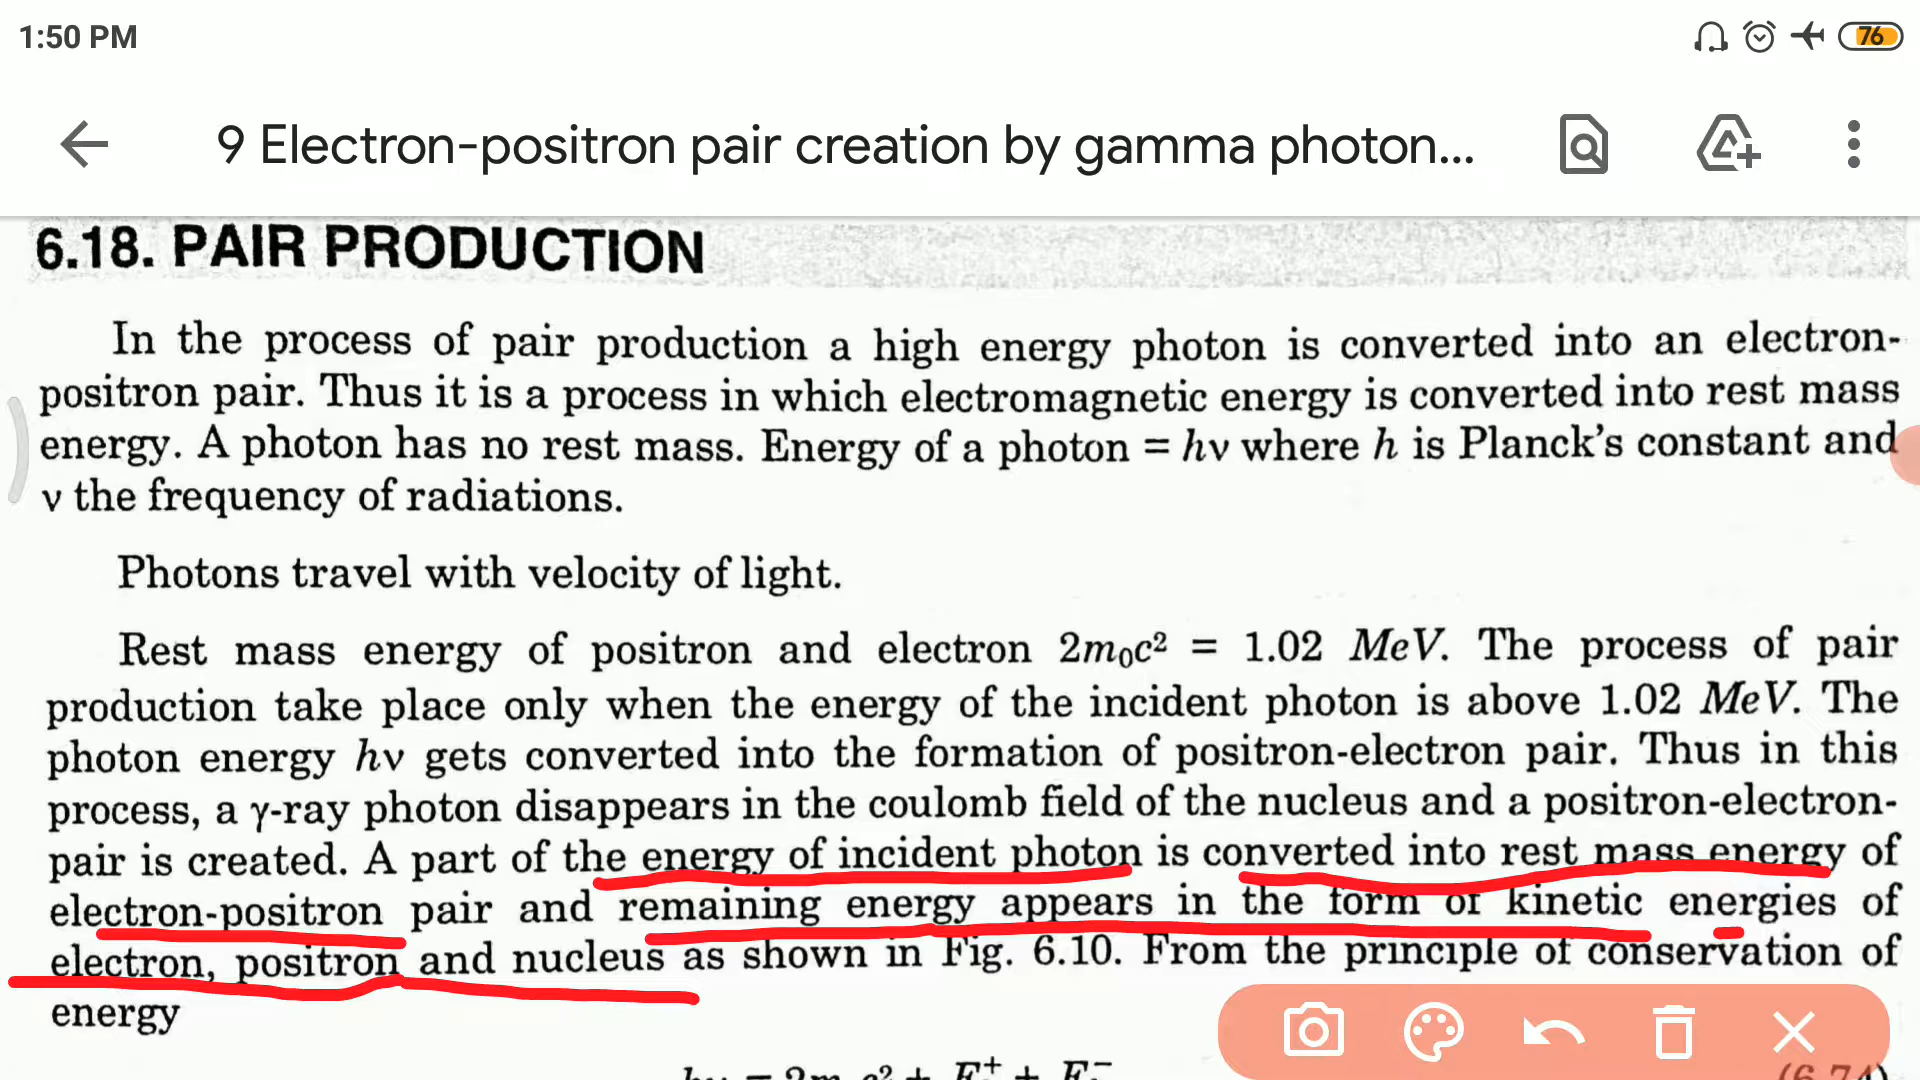 1:50 PM
76
9 Electron-positron pair creation by gamma photon...
6.18. PAIR PRODUCTION
In the process of pair production a high energy photon is converted into an electron-
positron pair. Thus it is a process in which electromagnetic energy is converted into rest mass
energy. A photon has no rest mass. Energy of a photon = hν where h is Planck's constant and
ν the frequency of radiations.
Photons travel with velocity of light.
Rest mass energy of positron and electron 2m₀c² = 1.02 MeV. The process of pair
production take place only when the energy of the incident photon is above 1.02 MeV. The
photon energy hν gets converted into the formation of positron-electron pair. Thus in this
process, a γ-ray photon disappears in the coulomb field of the nucleus and a positron-electron-
pair is created. A part of the energy of incident photon is converted into rest mass energy of
electron-positron pair and remaining energy appears in the form of kinetic energies of
electron, positron and nucleus as shown in Fig. 6.10. From the principle of conservation of
energy